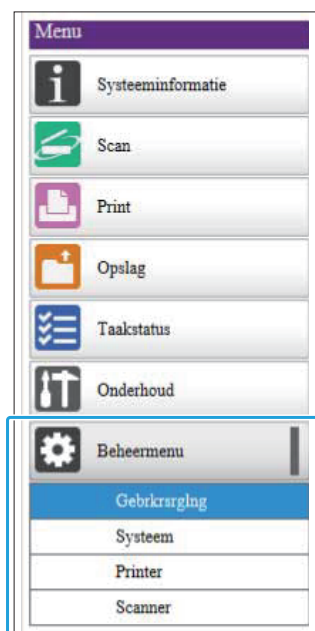 Menu
Systeeminformatie
Scan
Print
Opslag
Taakstatus
Onderhoud
Beheermenu
Gebrkrsrglng
Systeem
Printer
Scanner